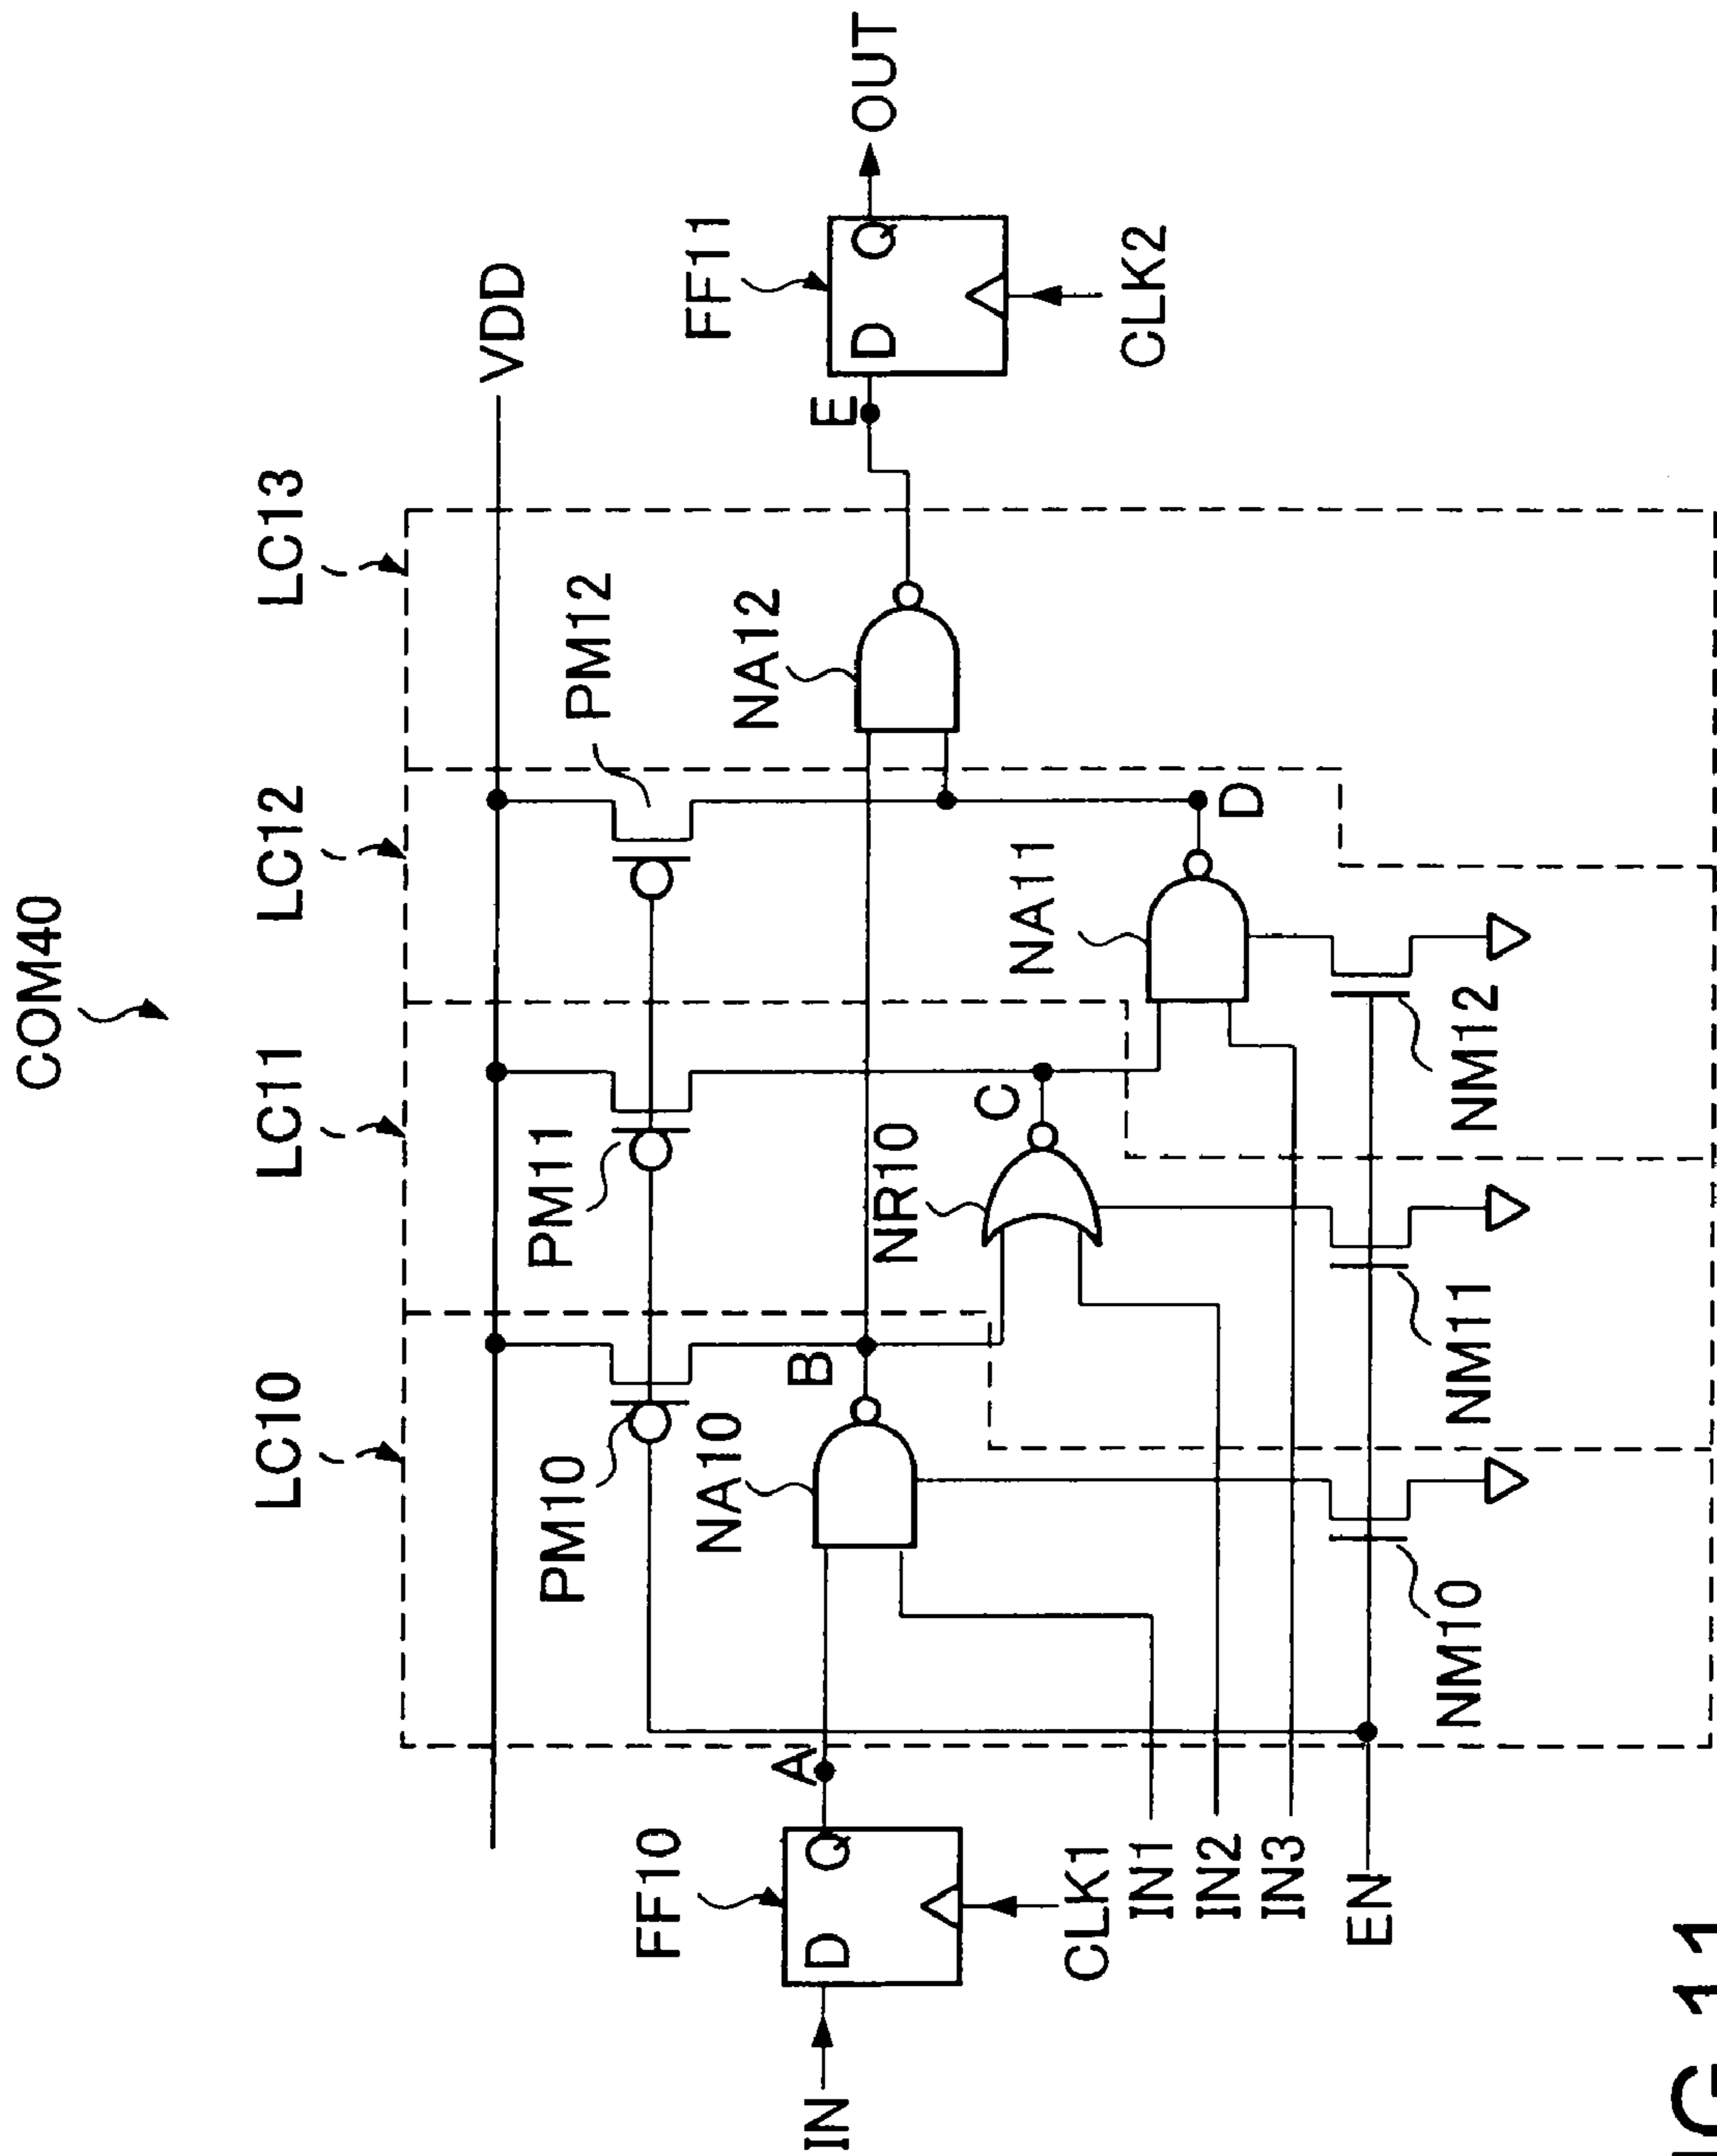 COM40
LC10
LC11
LC12
LC13
VDD
PM10
PM11
PM12
FF10
D
Q
IN
CLK1
A
NA10
B
NR10
C
NA11
D
NA12
E
FF11
D
Q
OUT
CLK2
IN1
IN2
IN3
EN
NM10
NM11
NM12
G.11